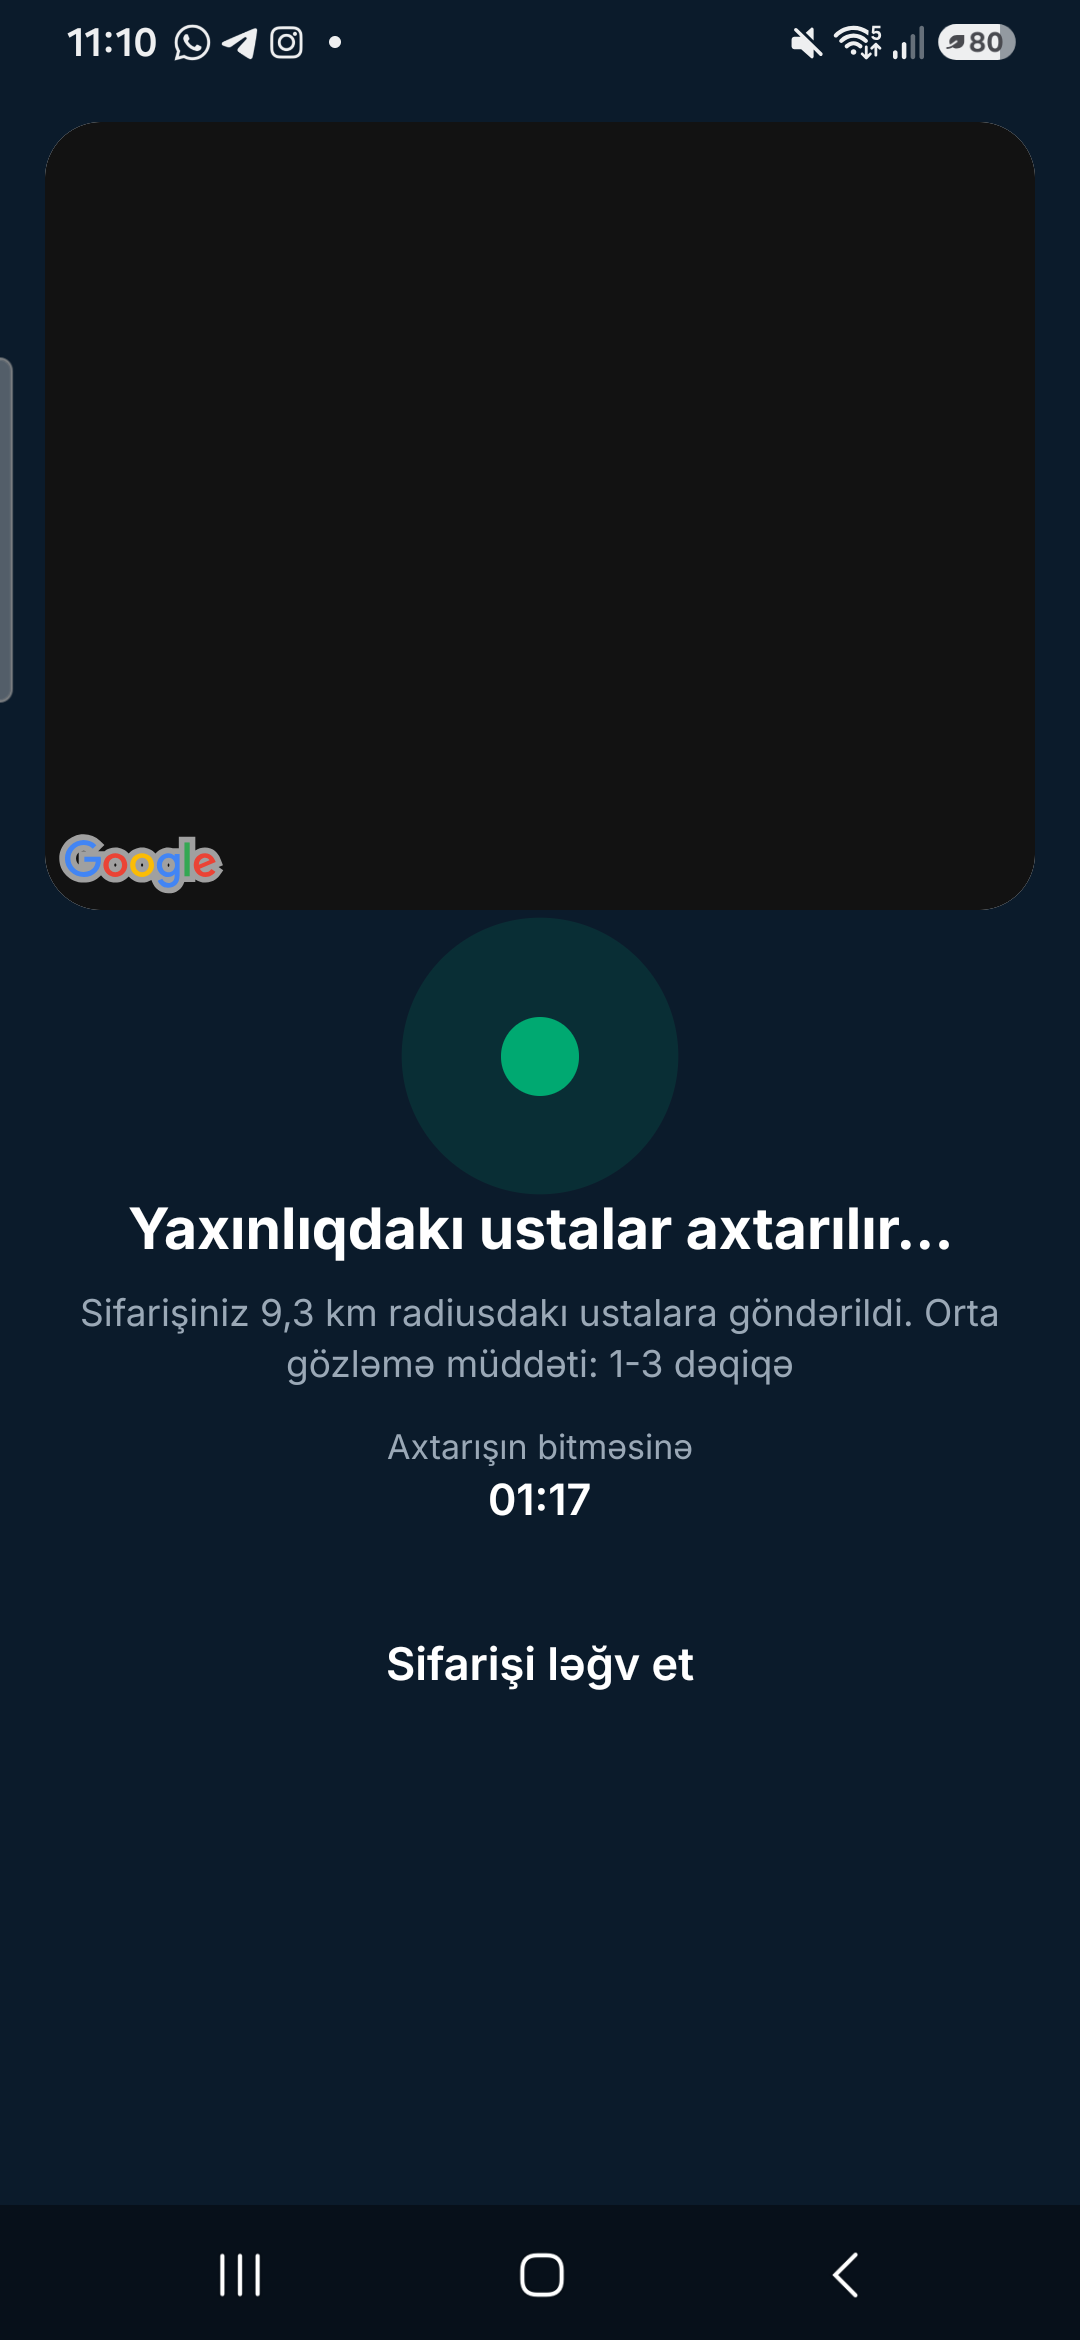 11:10
5
80
Google
Yaxınlıqdakı ustalar axtarılır...
Sifarişiniz 9,3 km radiusdakı ustalara göndərildi. Orta
gözləmə müddəti: 1-3 dəqiqə
Axtarışın bitməsinə
01:17
Sifarişi ləğv et